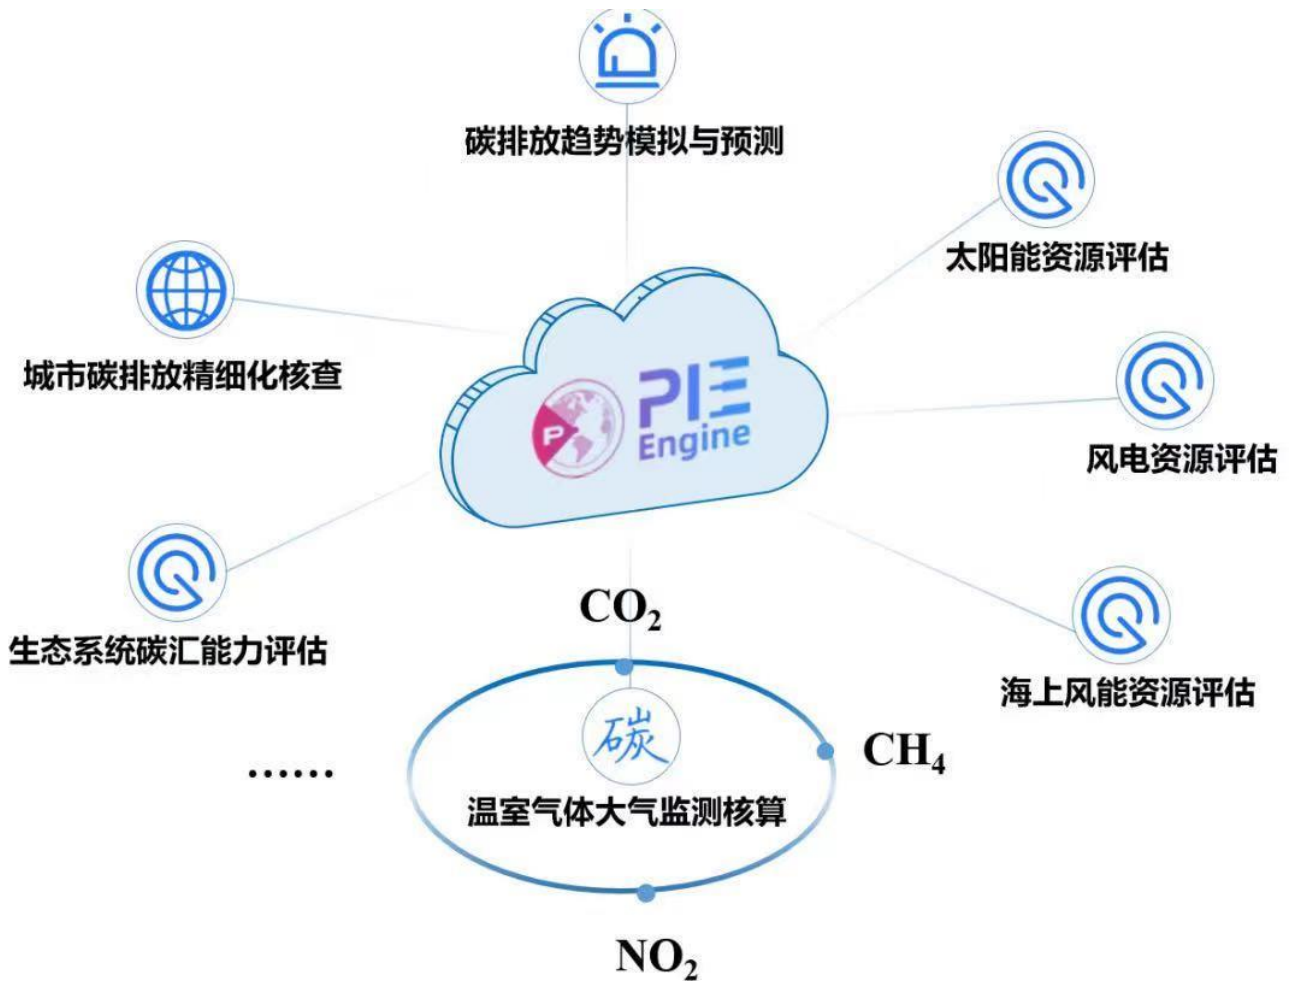 碳排放趋势模拟与预测
太阳能资源评估
城市碳排放精细化核查
P
PIE
Engine
风电资源评估
生态系统碳汇能力评估
CO₂
海上风能资源评估
碳
CH₄
……
温室气体大气监测核算
NO₂